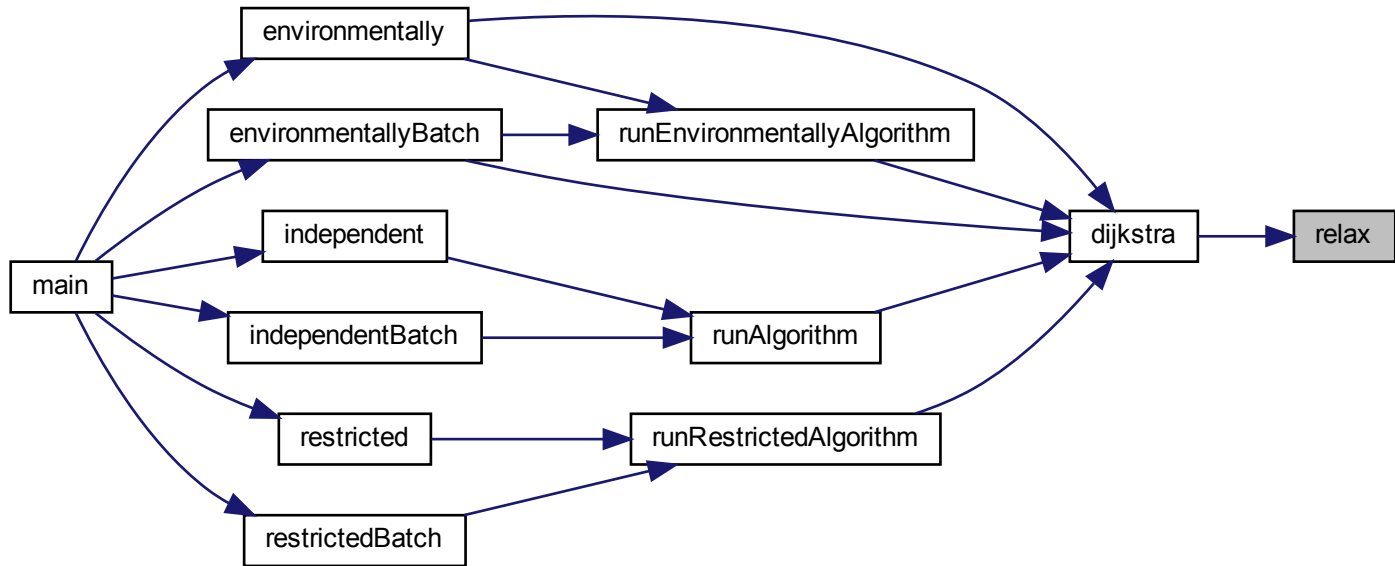 environmentally
environmentallyBatch
runEnvironmentallyAlgorithm
independent
dijkstra
relax
main
independentBatch
runAlgorithm
restricted
runRestrictedAlgorithm
restrictedBatch